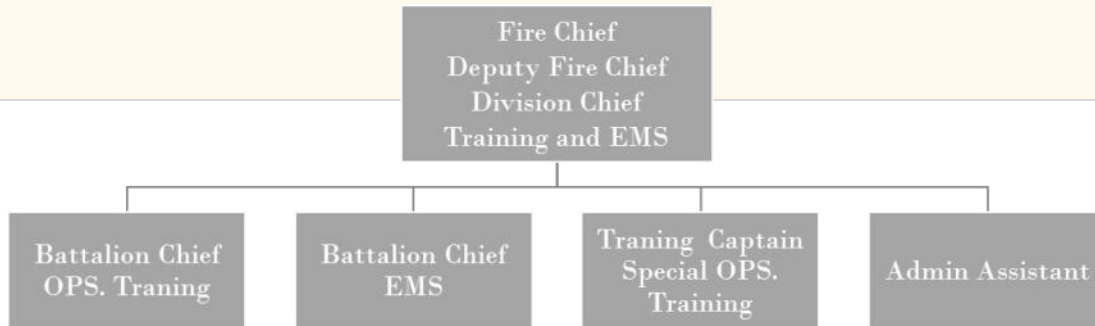 Fire Chief
Deputy Fire Chief
Division Chief
Training and EMS
Battalion Chief
OPS. Traning
Battalion Chief
EMS
Traning Captain
Special OPS.
Training
Admin Assistant